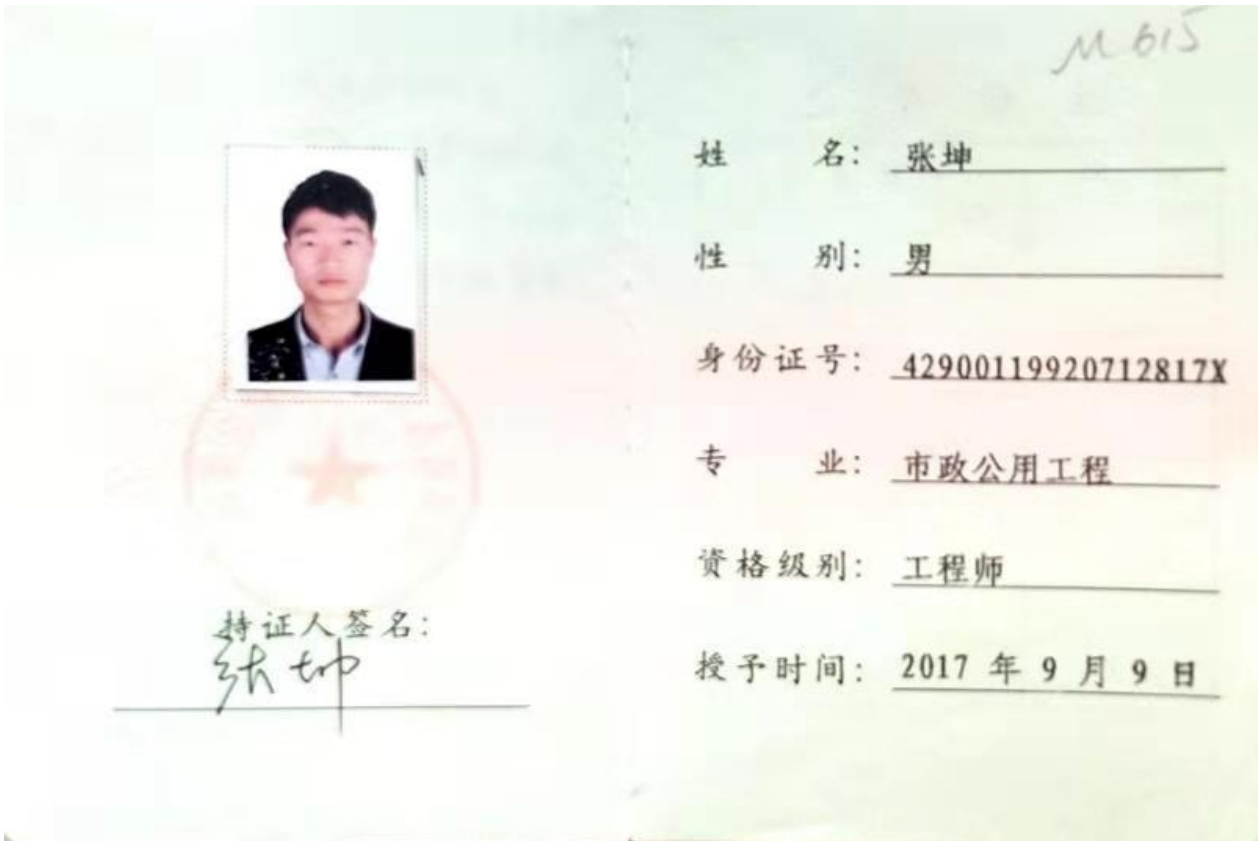 M 615
姓名：张坤
性别：男
身份证号：42900119920712817X
专业：市政公用工程
资格级别：工程师
授予时间：2017 年 9 月 9 日
持证人签名：
张坤